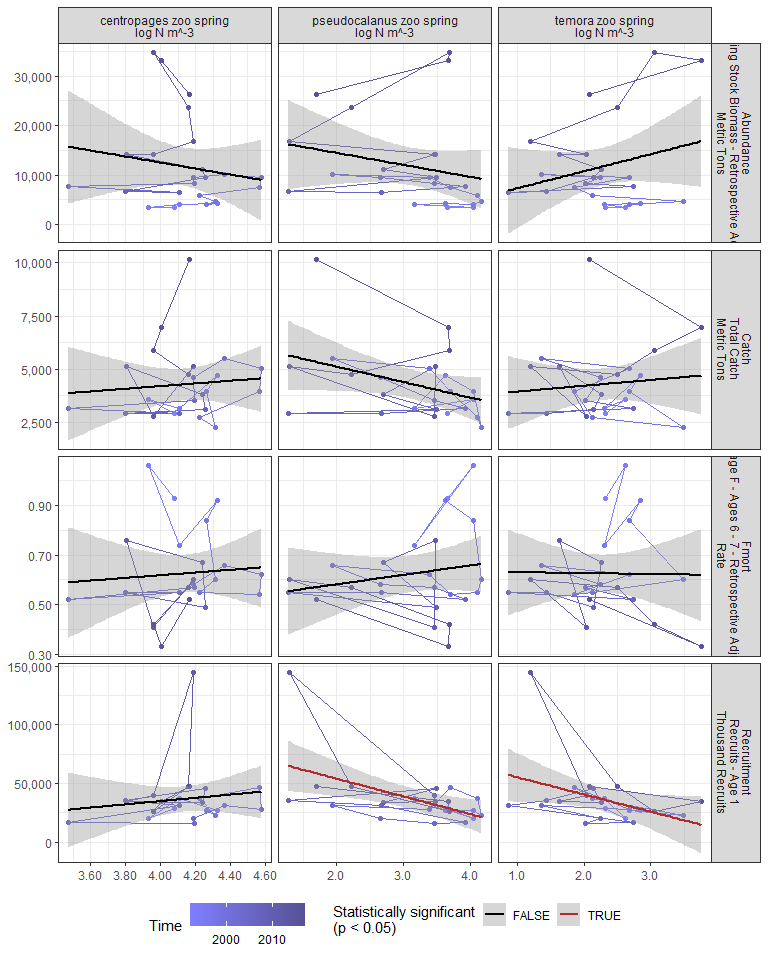 centropages zoo spring
log N m^-3
pseudocalanus zoo spring
log N m^-3
temora zoo spring
log N m^-3
30,000
20,000
10,000
0
Abundance
ing Stock Biomass - Retrospective A
Metric Tons
10,000
7,500
5,000
2,500
Catch
Total Catch
Metric Tons
0.90
0.70
0.50
0.30
Fmort
age F - Ages 6 - 7 - Retrospective Adj
Rate
150,000
100,000
50,000
0
Recruitment
Recruits - Age 1
Thousand Recruits
3.60 3.80 4.00 4.20 4.40 4.60
2.0 3.0 4.0
1.0 2.0 3.0
Time
2000 2010
Statistically significant
(p < 0.05)
FALSE
TRUE